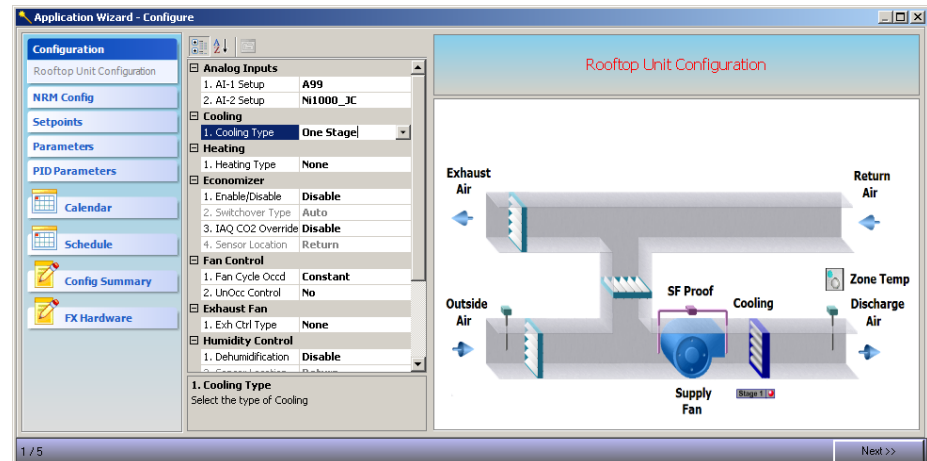 Application Wizard - Configure
Configuration
Rooftop Unit Configuration
NRM Config
Setpoints
Parameters
PID Parameters
Calendar
Schedule
Config Summary
FX Hardware
Analog Inputs
1. AI-1 Setup A99
2. AI-2 Setup Ni1000_JC
Cooling
1. Cooling Type One Stage
Heating
1. Heating Type None
Economizer
1. Enable/Disable Disable
2. Switchover Type Auto
3. IAQ CO2 Override Disable
4. Sensor Location Return
Fan Control
1. Fan Cycle Occd Constant
2. UnOcc Control No
Exhaust Fan
1. Exh Ctrl Type None
Humidity Control
1. Dehumidification Disable
1. Cooling Type
Select the type of Cooling
Rooftop Unit Configuration
Exhaust
Air
Return
Air
Zone Temp
SF Proof
Cooling
Outside
Air
Discharge
Air
Supply
Fan
Stage 1
1 / 5
Next >>